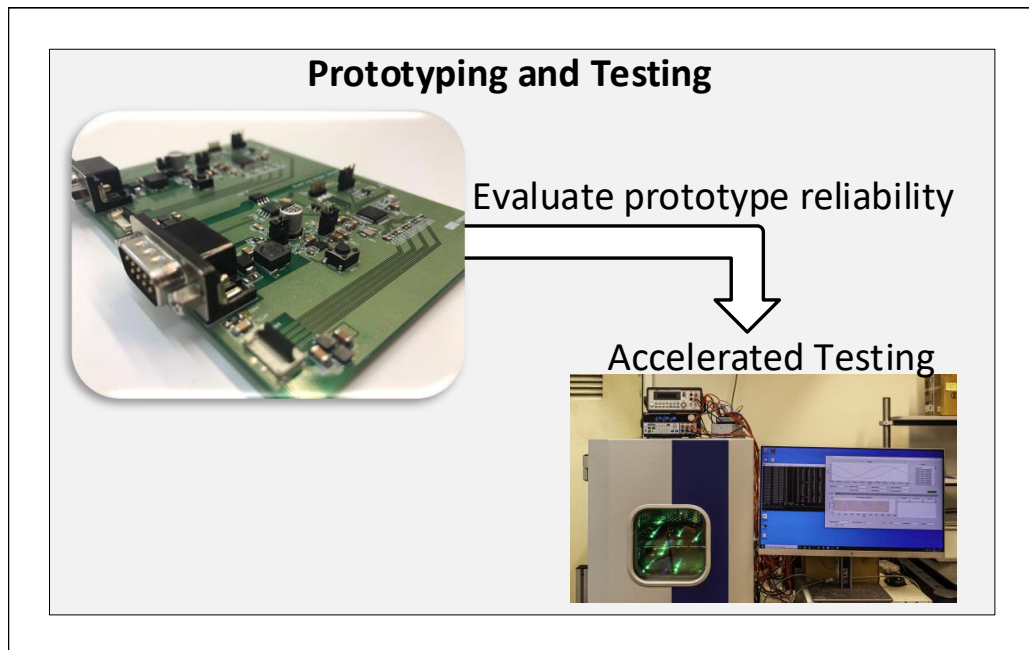 Prototyping and Testing
Evaluate prototype reliability
Accelerated Testing